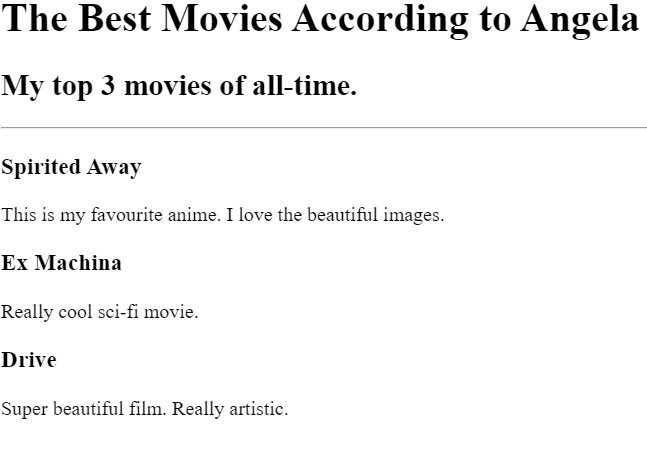 The Best Movies According to Angela
My top 3 movies of all-time.
Spirited Away
This is my favourite anime. I love the beautiful images.
Ex Machina
Really cool sci-fi movie.
Drive
Super beautiful film. Really artistic.